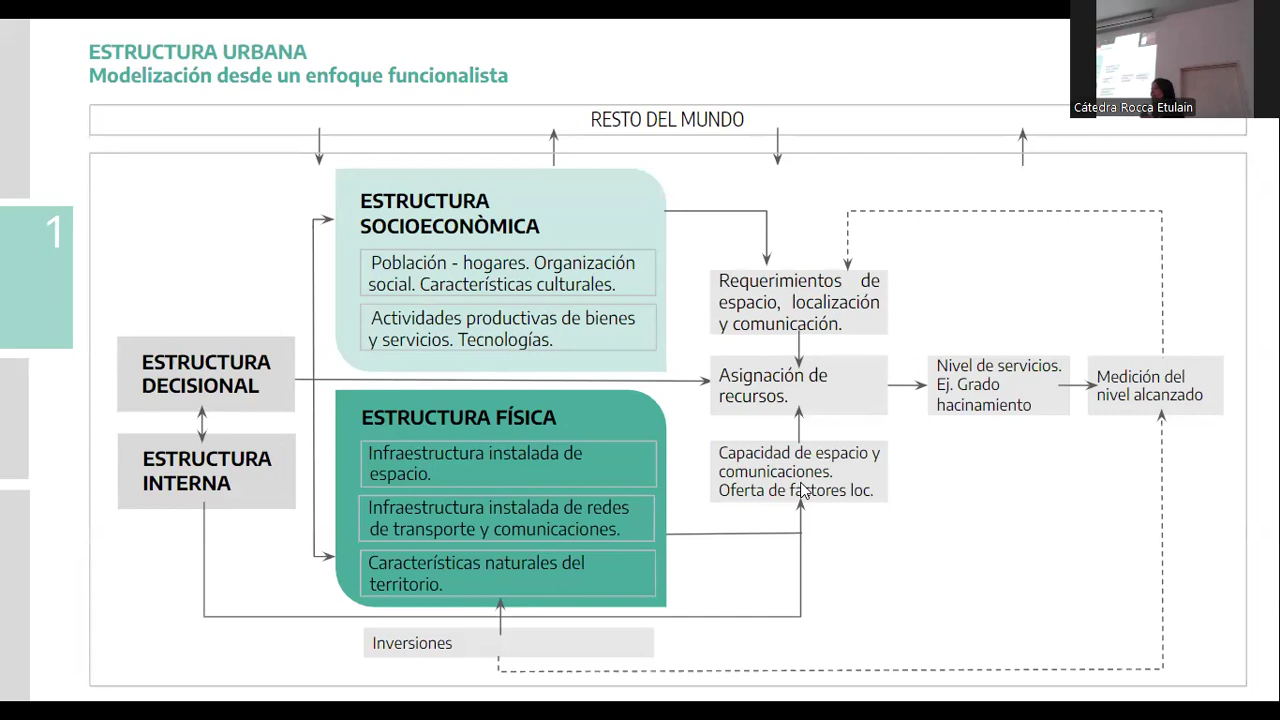 ESTRUCTURA URBANA
Modelización desde un enfoque funcionalista
Cátedra Rocca Etulain
RESTO DEL MUNDO
1
ESTRUCTURA
SOCIOECONÒMICA
Población - hogares. Organización
social. Características culturales.
Actividades productivas de bienes
y servicios. Tecnologías.
Requerimientos de
espacio, localización
y comunicación.
ESTRUCTURA
DECISIONAL
Asignación de
recursos.
Nivel de servicios.
Ej. Grado
hacinamiento
Medición del
nivel alcanzado
ESTRUCTURA
INTERNA
ESTRUCTURA FÍSICA
Infraestructura instalada de
espacio.
Infraestructura instalada de redes
de transporte y comunicaciones.
Características naturales del
territorio.
Capacidad de espacio y
comunicaciones.
Oferta de factores loc.
Inversiones